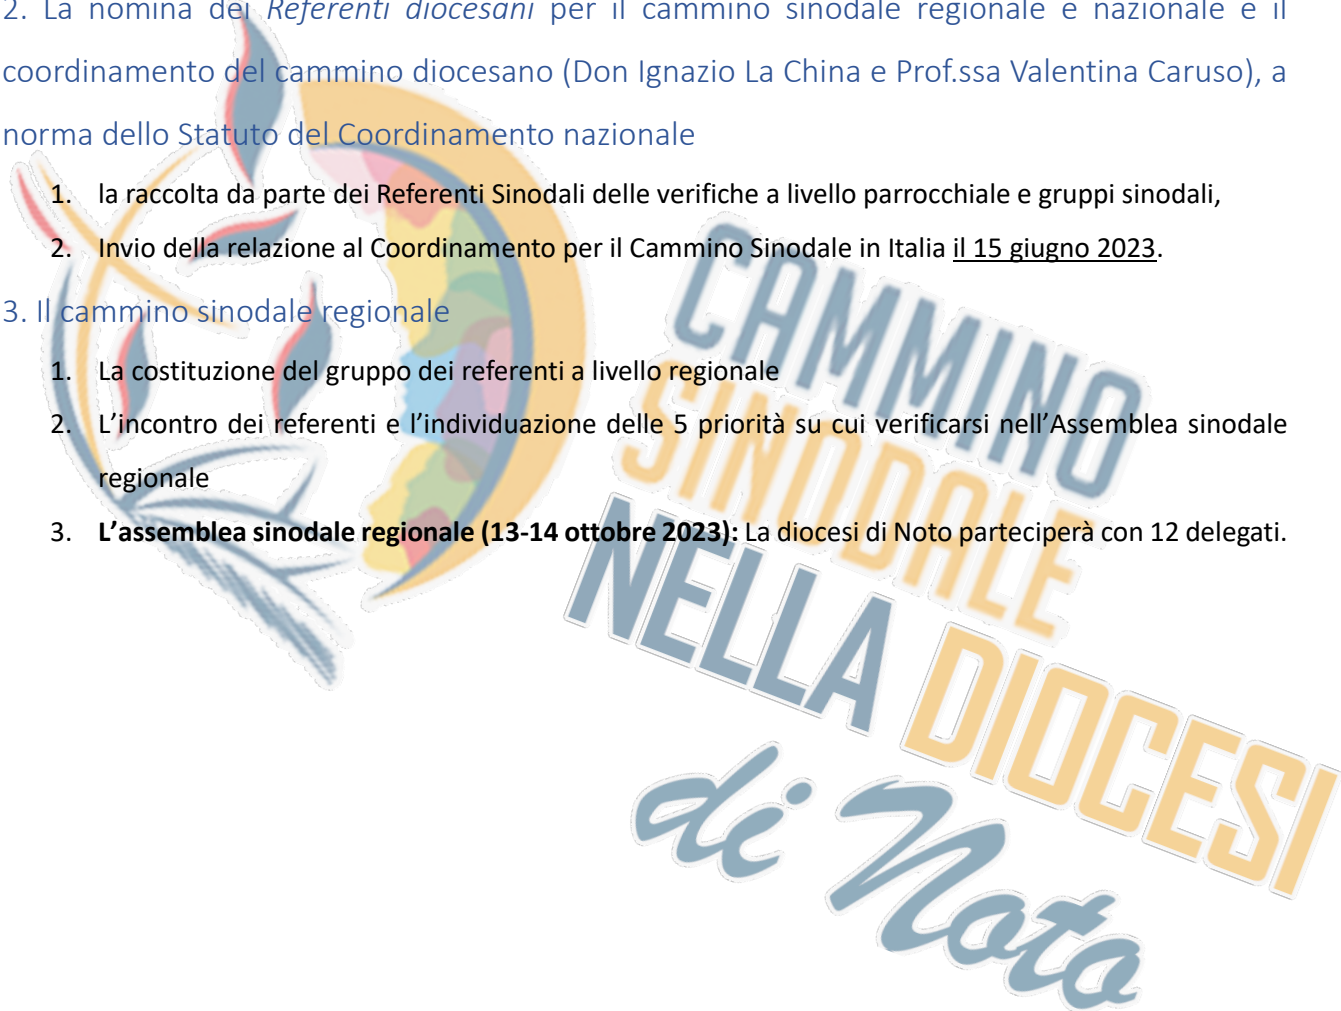 2. La nomina dei Referenti diocesani per il cammino sinodale regionale e nazionale e il
coordinamento del cammino diocesano (Don Ignazio La China e Prof.ssa Valentina Caruso), a
norma dello Statuto del Coordinamento nazionale
1. la raccolta da parte dei Referenti Sinodali delle verifiche a livello parrocchiale e gruppi sinodali,
2. Invio della relazione al Coordinamento per il Cammino Sinodale in Italia il 15 giugno 2023.
3. Il cammino sinodale regionale
1. La costituzione del gruppo dei referenti a livello regionale
2. L’incontro dei referenti e l’individuazione delle 5 priorità su cui verificarsi nell’Assemblea sinodale
regionale
3. L’assemblea sinodale regionale (13-14 ottobre 2023): La diocesi di Noto parteciperà con 12 delegati.
CAMMINO
SINODALE
NELLA DIOCESI
di Noto